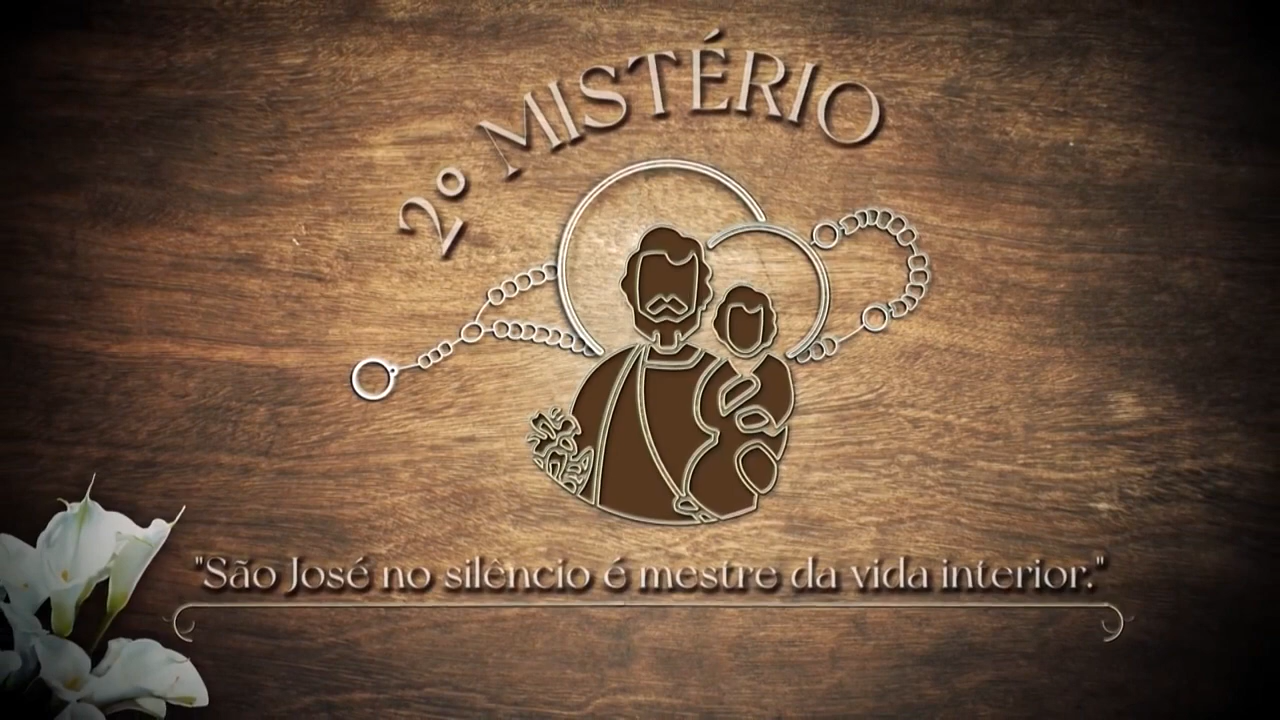 2º MISTÉRIO
"São José no silêncio é mestre da vida interior."